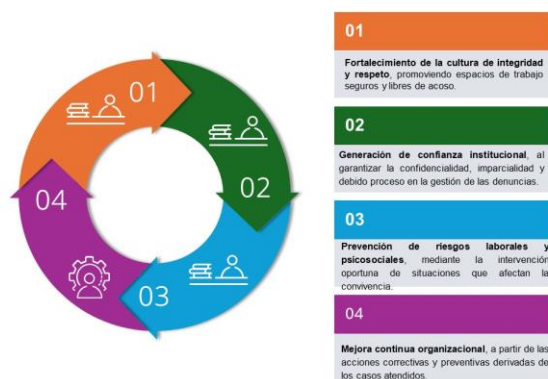 01
02
03
04
01
Fortalecimiento de la cultura de integridad
y respeto, promoviendo espacios de trabajo
seguros y libres de acoso.
02
Generación de confianza institucional, al
garantizar la confidencialidad, imparcialidad y
debido proceso en la gestión de las denuncias.
03
Prevención de riesgos laborales y
psicosociales, mediante la intervención
oportuna de situaciones que afectan la
convivencia.
04
Mejora continua organizacional, a partir de las
acciones correctivas y preventivas derivadas de
los casos atendidos.